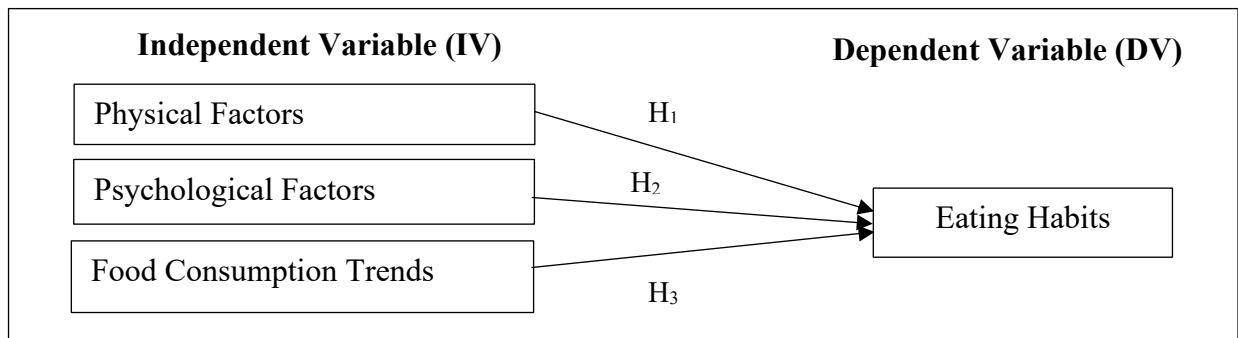 Independent Variable (IV)
Dependent Variable (DV)
Physical Factors
H₁
Psychological Factors
H₂
Eating Habits
Food Consumption Trends
H₃